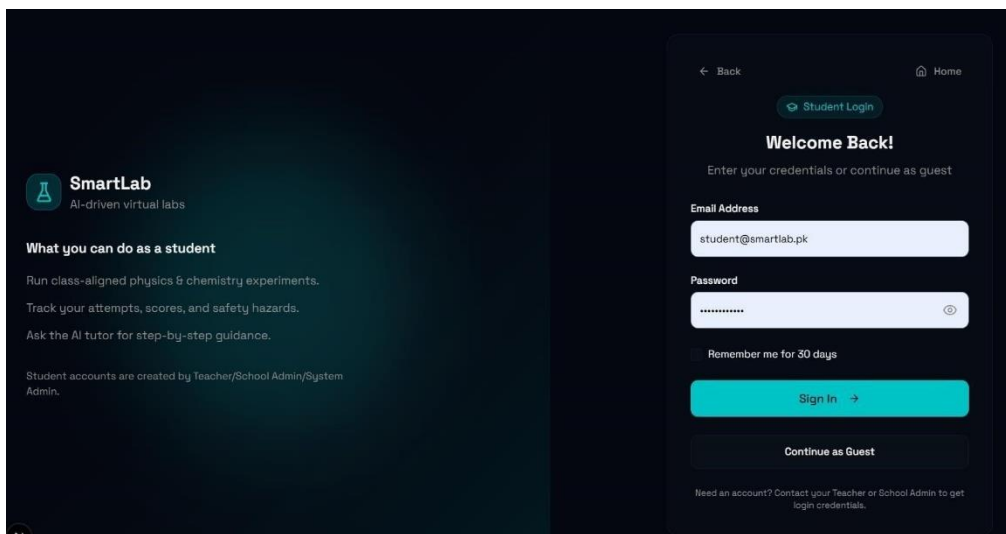 SmartLab
AI-driven virtual labs
What you can do as a student
Run class-aligned physics & chemistry experiments.
Track your attempts, scores, and safety hazards.
Ask the AI tutor for step-by-step guidance.
Student accounts are created by Teacher/School Admin/System
Admin.
← Back
Home
Student Login
Welcome Back!
Enter your credentials or continue as guest
Email Address
student@smartlab.pk
Password
••••••••••••
Remember me for 30 days
Sign In →
Continue as Guest
Need an account? Contact your Teacher or School Admin to get
login credentials.